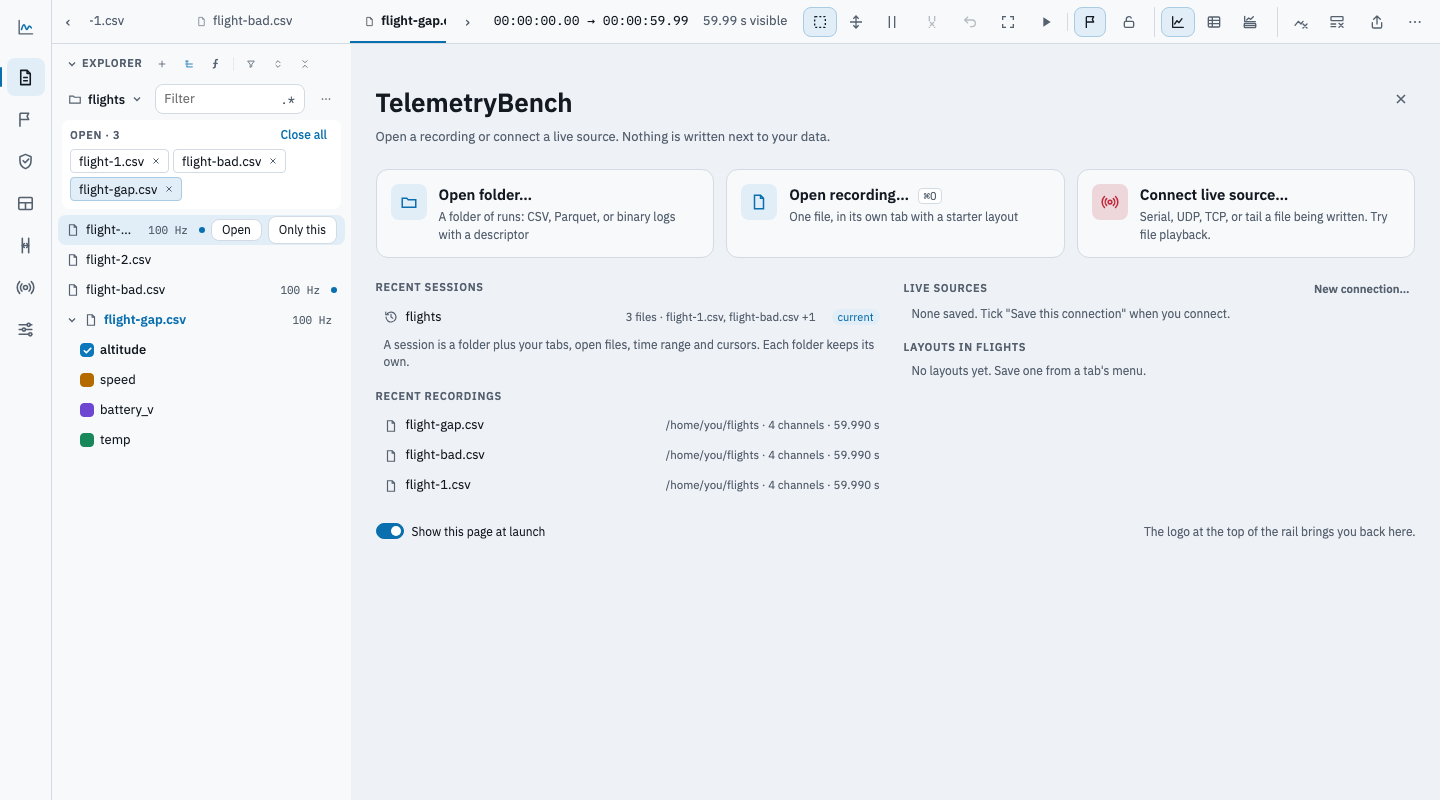 -1.csv
flight-bad.csv
flight-gap.c
00:00:00.00 → 00:00:59.99
59.99 s visible
EXPLORER
flights
Filter
.*
OPEN · 3
Close all
flight-1.csv ×
flight-bad.csv ×
flight-gap.csv ×
flight-... 100 Hz Open Only this
flight-2.csv
flight-bad.csv 100 Hz
flight-gap.csv 100 Hz
altitude
speed
battery_v
temp
TelemetryBench
Open a recording or connect a live source. Nothing is written next to your data.
Open folder...
A folder of runs: CSV, Parquet, or binary logs
with a descriptor
Open recording... ⌘O
One file, in its own tab with a starter layout
Connect live source...
Serial, UDP, TCP, or tail a file being written. Try
file playback.
RECENT SESSIONS
flights 3 files · flight-1.csv, flight-bad.csv +1 current
A session is a folder plus your tabs, open files, time range and cursors. Each folder keeps its
own.
RECENT RECORDINGS
flight-gap.csv /home/you/flights · 4 channels · 59.990 s
flight-bad.csv /home/you/flights · 4 channels · 59.990 s
flight-1.csv /home/you/flights · 4 channels · 59.990 s
LIVE SOURCES
New connection...
None saved. Tick "Save this connection" when you connect.
LAYOUTS IN FLIGHTS
No layouts yet. Save one from a tab's menu.
Show this page at launch
The logo at the top of the rail brings you back here.